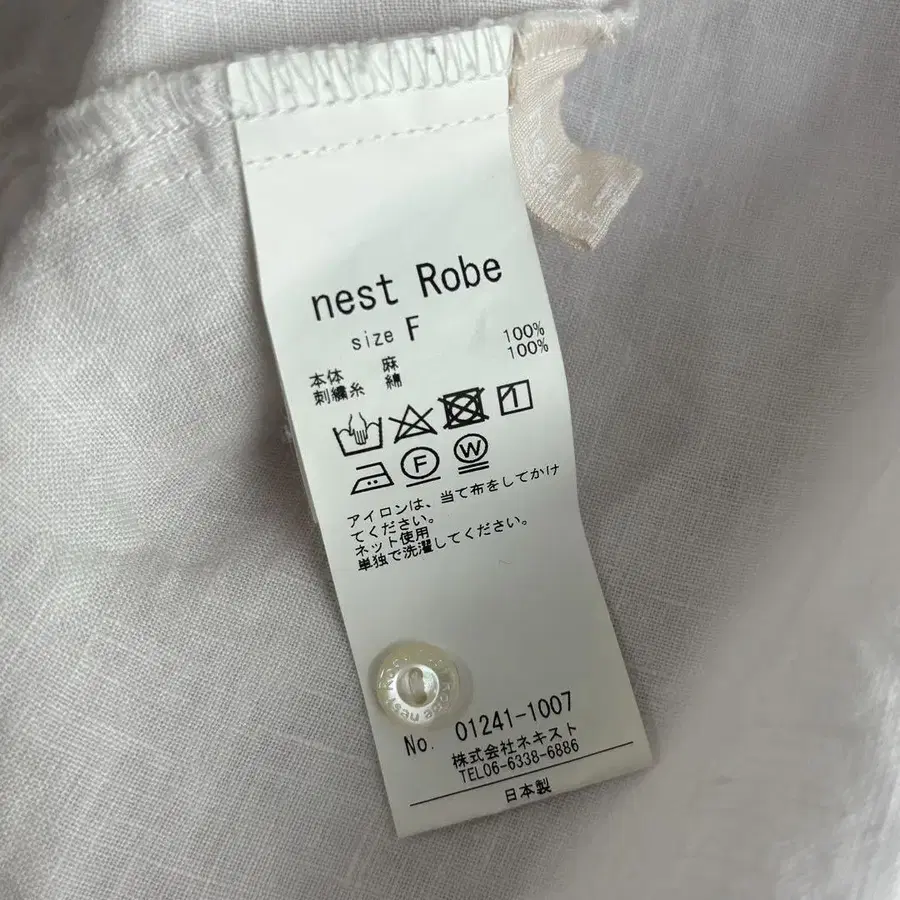 nest Robe
size F
本体 麻 100%
刺繍糸 綿 100%
F W
アイロンは、当て布をしてかけ
てください。
ネット使用
単独で洗濯してください。
nest Robe
No. 01241-1007
株式会社ネキスト
TEL06-6338-6886
日本製